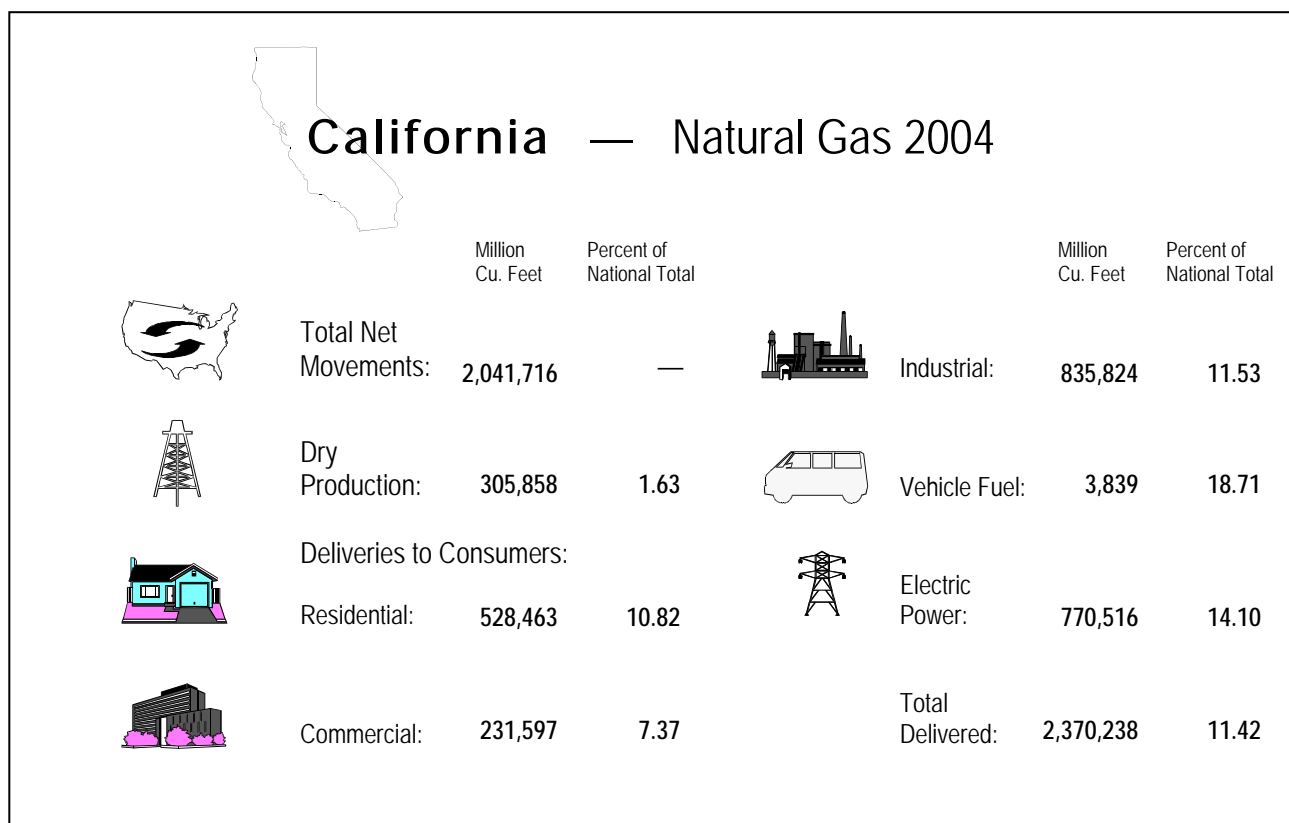 California — Natural Gas 2004
Million Cu. Feet
Percent of National Total
Total Net
Movements: 2,041,716 —
Dry
Production: 305,858 1.63
Deliveries to Consumers:
Residential: 528,463 10.82
Commercial: 231,597 7.37
Million Cu. Feet
Percent of National Total
Industrial: 835,824 11.53
Vehicle Fuel: 3,839 18.71
Electric
Power: 770,516 14.10
Total
Delivered: 2,370,238 11.42